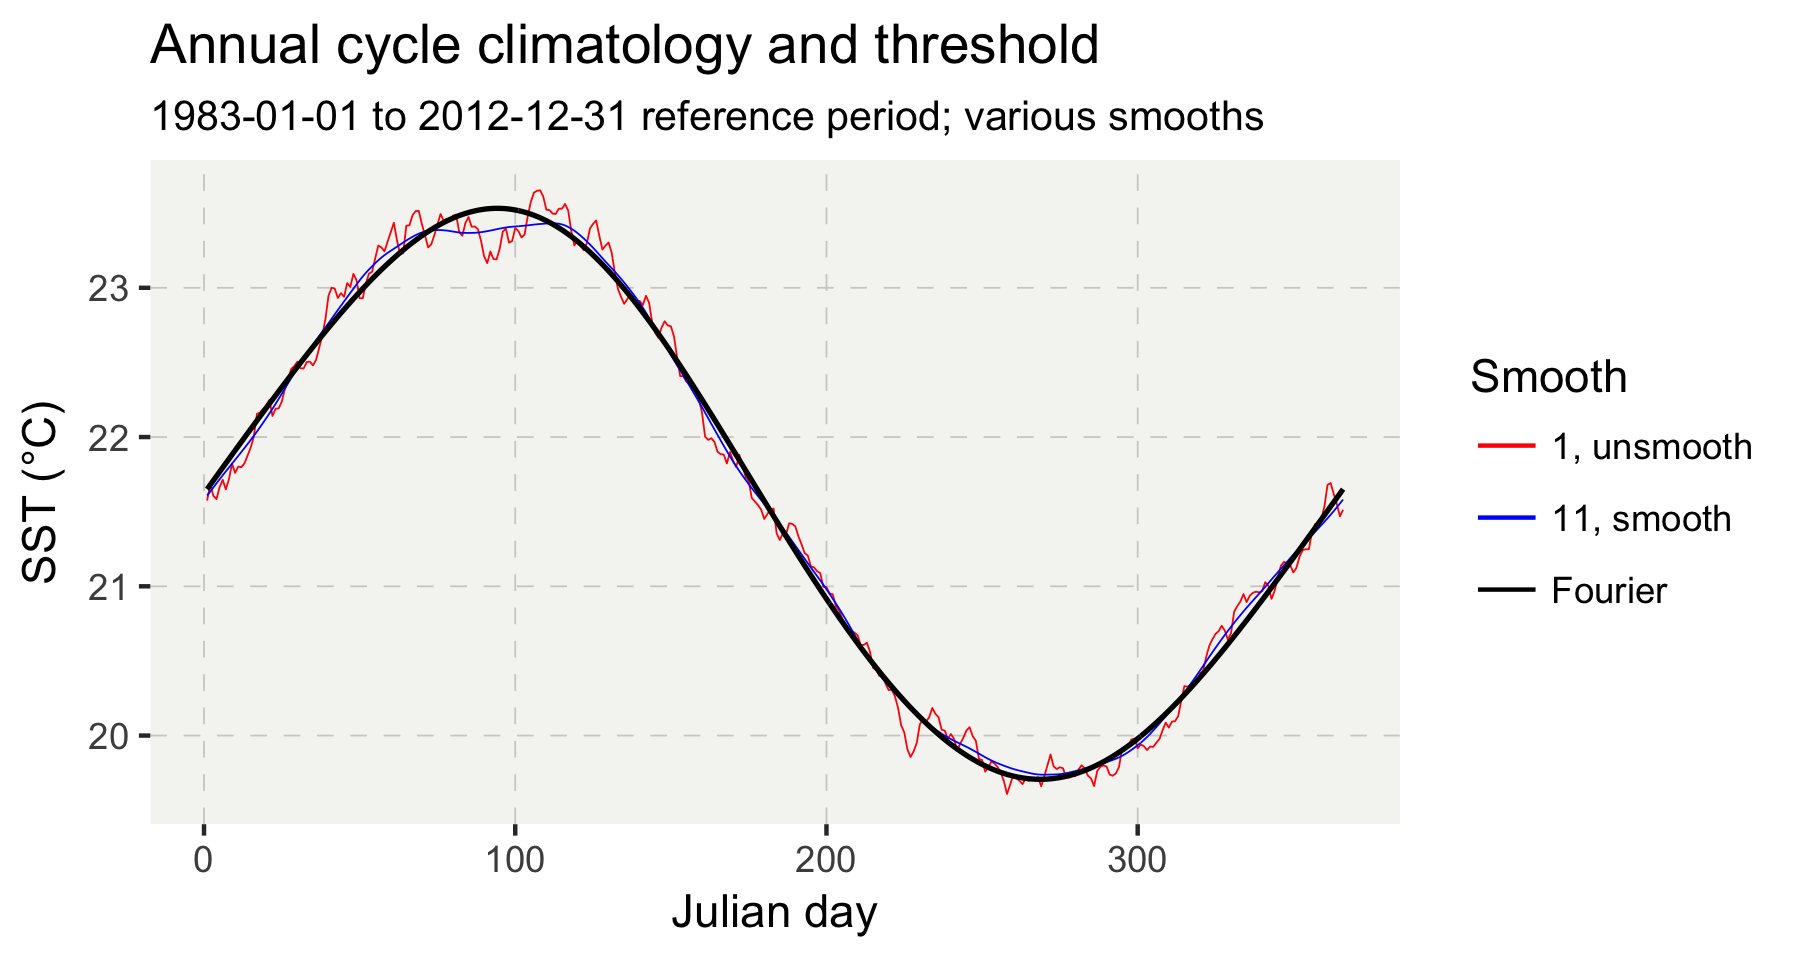 Annual cycle climatology and threshold
1983-01-01 to 2012-12-31 reference period; various smooths
SST (°C)
23
22
21
20
0 100 200 300
Julian day
Smooth
1, unsmooth
11, smooth
Fourier